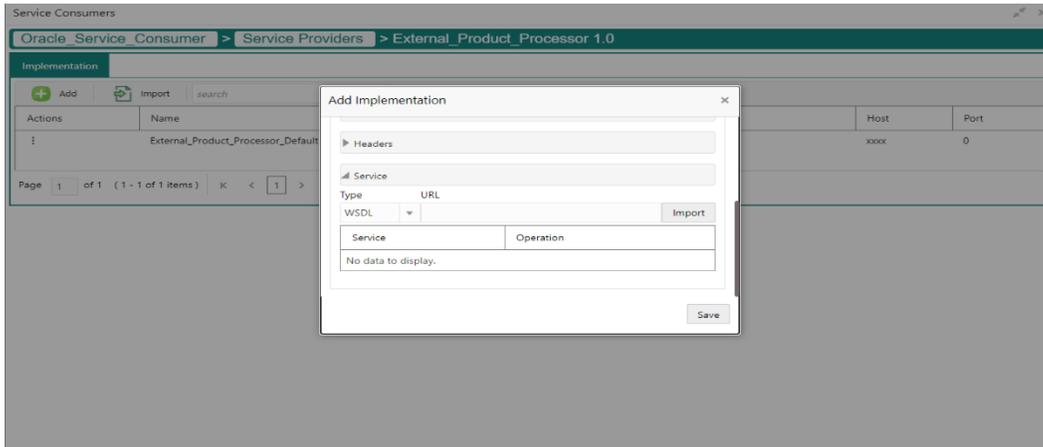 Service Consumers
Oracle_Service_Consumer > Service Providers > External_Product_Processor 1.0
Implementation
Add Import search
Actions Name Host Port
External_Product_Processor_Default xxxx 0
Page 1 of 1 (1 - 1 of 1 items) K < 1 >
Add Implementation ×
Headers
Service
Type URL
WSDL Import
Service Operation
No data to display.
Save